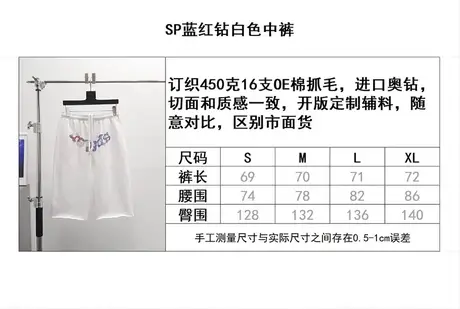 SP蓝红钻白色中裤
订织450克16支OE棉抓毛，进口奥钻，
切面和质感一致，开版定制辅料，随
意对比，区别市面货
尺码 S M L XL
裤长 69 70 71 72
腰围 74 78 82 86
臀围 128 132 136 140
手工测量尺寸与实际尺寸之间存在0.5-1cm误差